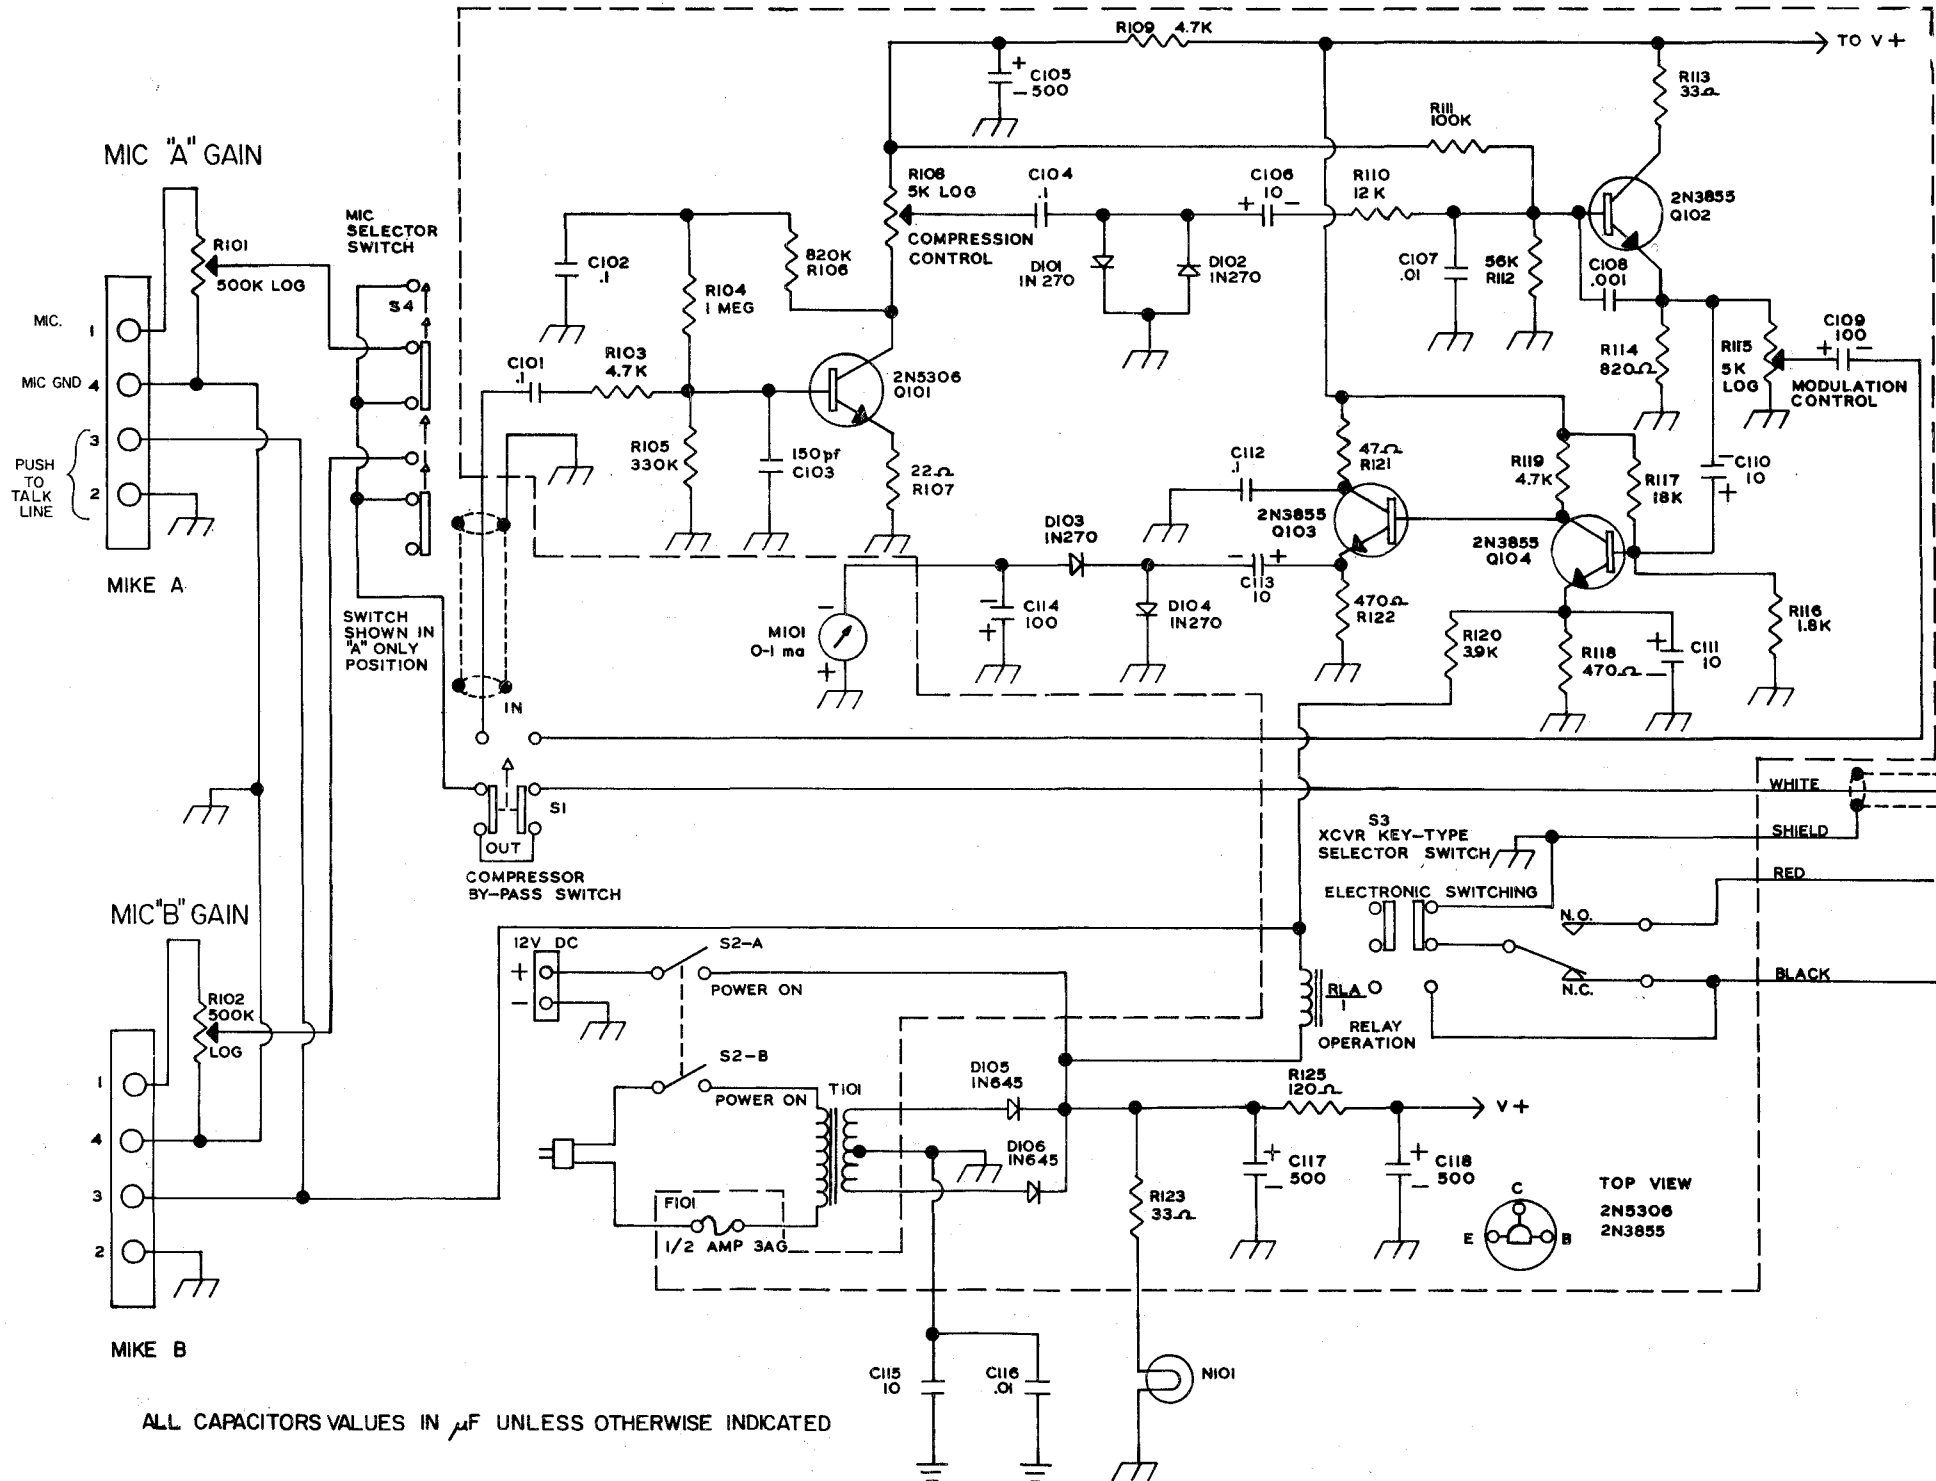 R109 4.7K
TO V+
C105
+
- 500
R113
33Ω
R111
100K
MIC "A" GAIN
R108
5K LOG
COMPRESSION
CONTROL
C104
.1
C106
10
+ -
R110
12K
2N3855
Q102
MIC
SELECTOR
SWITCH
R101
500K LOG
S4
C102
.1
820K
R106
R104
1 MEG
D101
IN270
D102
IN270
C107
.01
56K
R112
C108
.001
MIC.
1
MIC GND 4
3
2
PUSH
TO
TALK
LINE
MIKE A
C101
.1
R103
4.7K
2N5306
Q101
R114
820Ω
R115
5K
LOG
C109
100
+ -
MODULATION
CONTROL
R105
330K
150pf
C103
22Ω
R107
C112
.1
47Ω
R121
R119
4.7K
R117
18K
-
C110
10
+
2N3855
Q103
2N3855
Q104
D103
IN270
- +
C113
10
SWITCH
SHOWN IN
"A" ONLY
POSITION
-
M101
0-1 ma
+
-
C114
100
+
D104
IN270
470Ω
R122
R120
3.9K
R118
470Ω
+
C111
10
-
R116
1.8K
IN
S1
OUT
COMPRESSOR
BY-PASS SWITCH
WHITE
S3
XCVR KEY-TYPE
SELECTOR SWITCH
SHIELD
RED
ELECTRONIC SWITCHING
N.O.
N.C.
BLACK
MIC"B" GAIN
12V DC
+
-
S2-A
POWER ON
RLA
1
RELAY
OPERATION
R102
500K
LOG
S2-B
POWER ON
T101
D105
IN645
D106
IN645
R125
120Ω
V+
1
4
3
2
MIKE B
F101
1/2 AMP 3AG
R123
33Ω
+
C117
500
-
+
C118
500
-
C
E
B
TOP VIEW
2N5306
2N3855
C115
10
C116
.01
N101
ALL CAPACITORS VALUES IN µF UNLESS OTHERWISE INDICATED